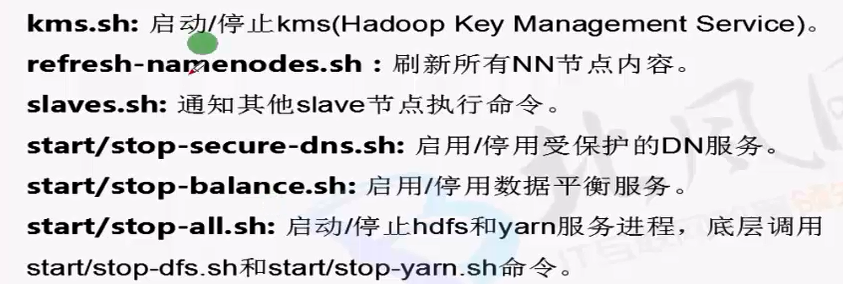 kms.sh: 启动/停止kms(Hadoop Key Management Service)。
refresh-namenodes.sh : 刷新所有NN节点内容。
slaves.sh: 通知其他slave节点执行命令。
start/stop-secure-dns.sh: 启用/停用受保护的DN服务。
start/stop-balance.sh: 启用/停用数据平衡服务。
start/stop-all.sh: 启动/停止hdfs和yarn服务进程，底层调用
start/stop-dfs.sh和start/stop-yarn.sh命令。